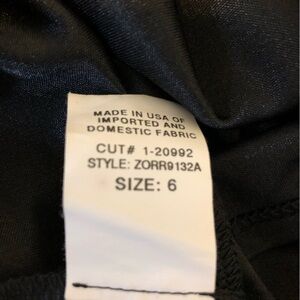 MADE IN USA OF
IMPORTED AND
DOMESTIC FABRIC
CUT# 1-20992
STYLE: ZORR9132A
SIZE: 6